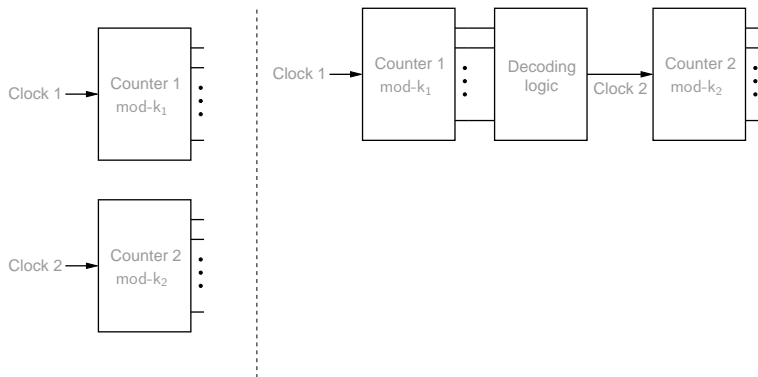 Clock 1
Counter 1
mod-k₁
Clock 2
Counter 2
mod-k₂
Clock 1
Counter 1
mod-k₁
Decoding
logic
Clock 2
Counter 2
mod-k₂